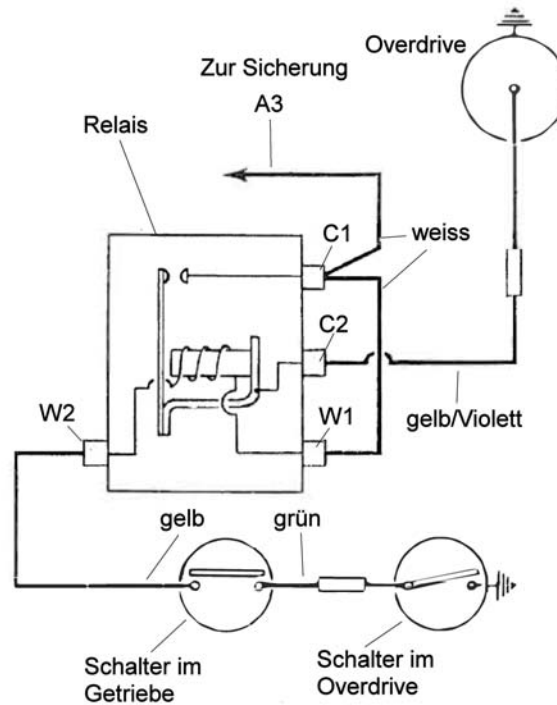 Overdrive
Zur Sicherung
A3
Relais
C1
weiss
C2
gelb/Violett
W2
W1
gelb
grün
Schalter im
Getriebe
Schalter im
Overdrive